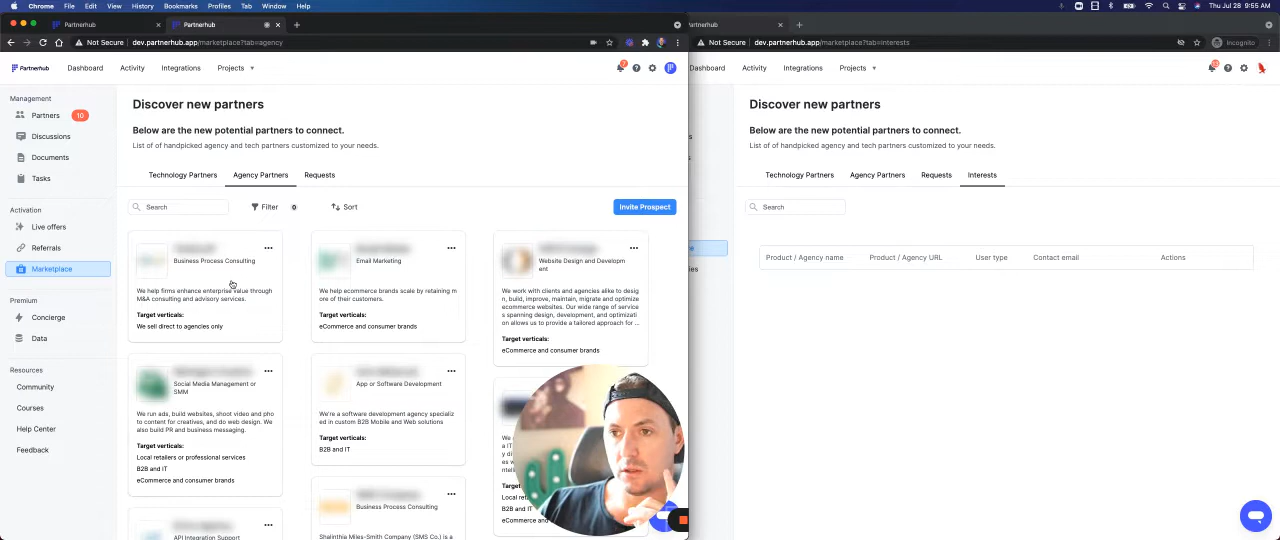 Chrome File Edit View History Bookmarks Profiles Tab Window Help
Thu Jul 28 9:55 AM
Partnerhub
Partnerhub
Partnerhub
Not Secure dev.partnerhub.app/marketplace?tab=agency
Not Secure dev.partnerhub.app/marketplace?tab=interests
Incognito
Partnerhub
Dashboard Activity Integrations Projects
7
Dashboard Activity Integrations Projects
Management
Partners 10
Discussions
Documents
Tasks
Activation
Live offers
Referrals
Marketplace
Premium
Concierge
Data
Resources
Community
Courses
Help Center
Feedback
Discover new partners
Below are the new potential partners to connect.
List of of handpicked agency and tech partners customized to your needs.
Technology Partners Agency Partners Requests
Search Filter 0 Sort Invite Prospect
Business Process Consulting
We help firms enhance enterprise value through
M&A consulting and advisory services.
Target verticals:
We sell direct to agencies only
Email Marketing
We help ecommerce brands scale by retaining m
ore of their customers.
Target verticals:
eCommerce and consumer brands
Website Design and Developm
ent
We work with clients and agencies alike to desig
n, build, improve, maintain, migrate and optimize
ecommerce websites. Our wide range of service
s spanning design, development, and optimizati
on allows us to provide a tailored approach for ...
Target verticals:
eCommerce and consumer brands
Social Media Management or
SMM
We run ads, build websites, shoot video and pho
to content for creatives, and do web design. We
also build PR and business messaging.
Target verticals:
Local retailers or professional services
B2B and IT
eCommerce and consumer brands
App or Software Development
We're a software development agency specializ
ed in custom B2B Mobile and Web solutions
Target verticals:
B2B and IT
Business Process Consulting
Shalinthia Miles-Smith Company (SMS Co.) is a
API Integration Support
Target
Local reta
B2B and
eCommerce
Discover new partners
Below are the new potential partners to connect.
List of of handpicked agency and tech partners customized to your needs.
Technology Partners Agency Partners Requests Interests
Search
Product / Agency name Product / Agency URL User type Contact email Actions